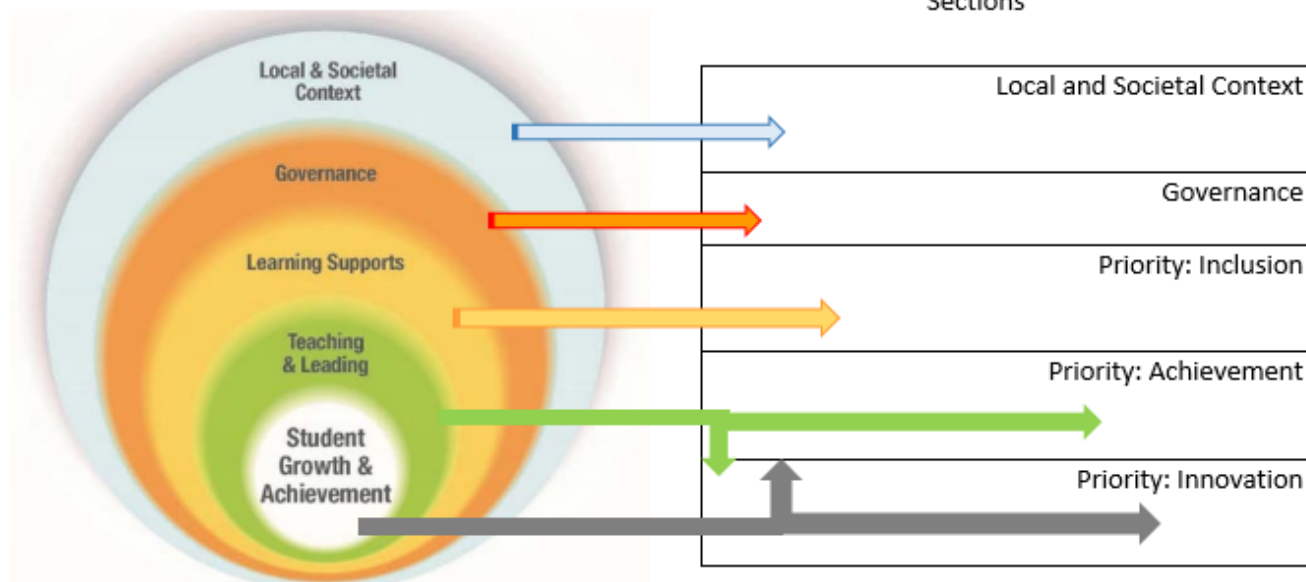 Sections
Local & Societal
Context
Governance
Learning Supports
Teaching
& Leading
Student
Growth &
Achievement
Local and Societal Context
Governance
Priority: Inclusion
Priority: Achievement
Priority: Innovation